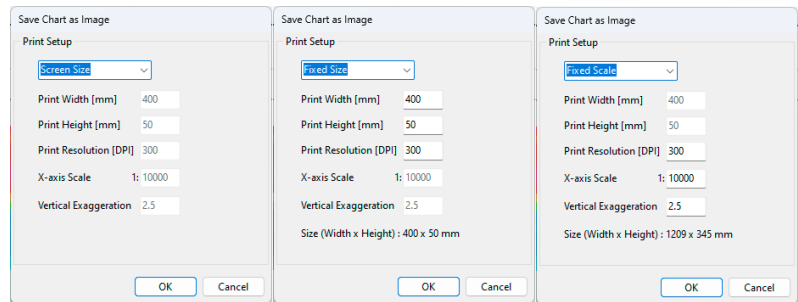 Save Chart as Image
Print Setup
Screen Size
Print Width [mm] 400
Print Height [mm] 50
Print Resolution [DPI] 300
X-axis Scale 1: 10000
Vertical Exaggeration 2.5
OK Cancel
Save Chart as Image
Print Setup
Fixed Size
Print Width [mm] 400
Print Height [mm] 50
Print Resolution [DPI] 300
X-axis Scale 1: 10000
Vertical Exaggeration 2.5
Size (Width x Height) : 400 x 50 mm
OK Cancel
Save Chart as Image
Print Setup
Fixed Scale
Print Width [mm] 400
Print Height [mm] 50
Print Resolution [DPI] 300
X-axis Scale 1: 10000
Vertical Exaggeration 2.5
Size (Width x Height) : 1209 x 345 mm
OK Cancel